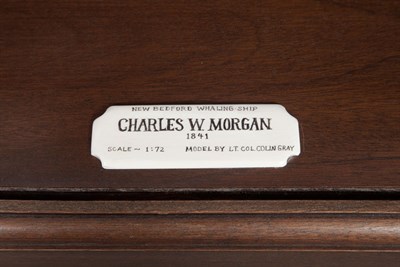 NEW BEDFORD WHALING SHIP
CHARLES W. MORGAN
1841
SCALE — 1:72 MODEL BY LT. COL. COLIN GRAY